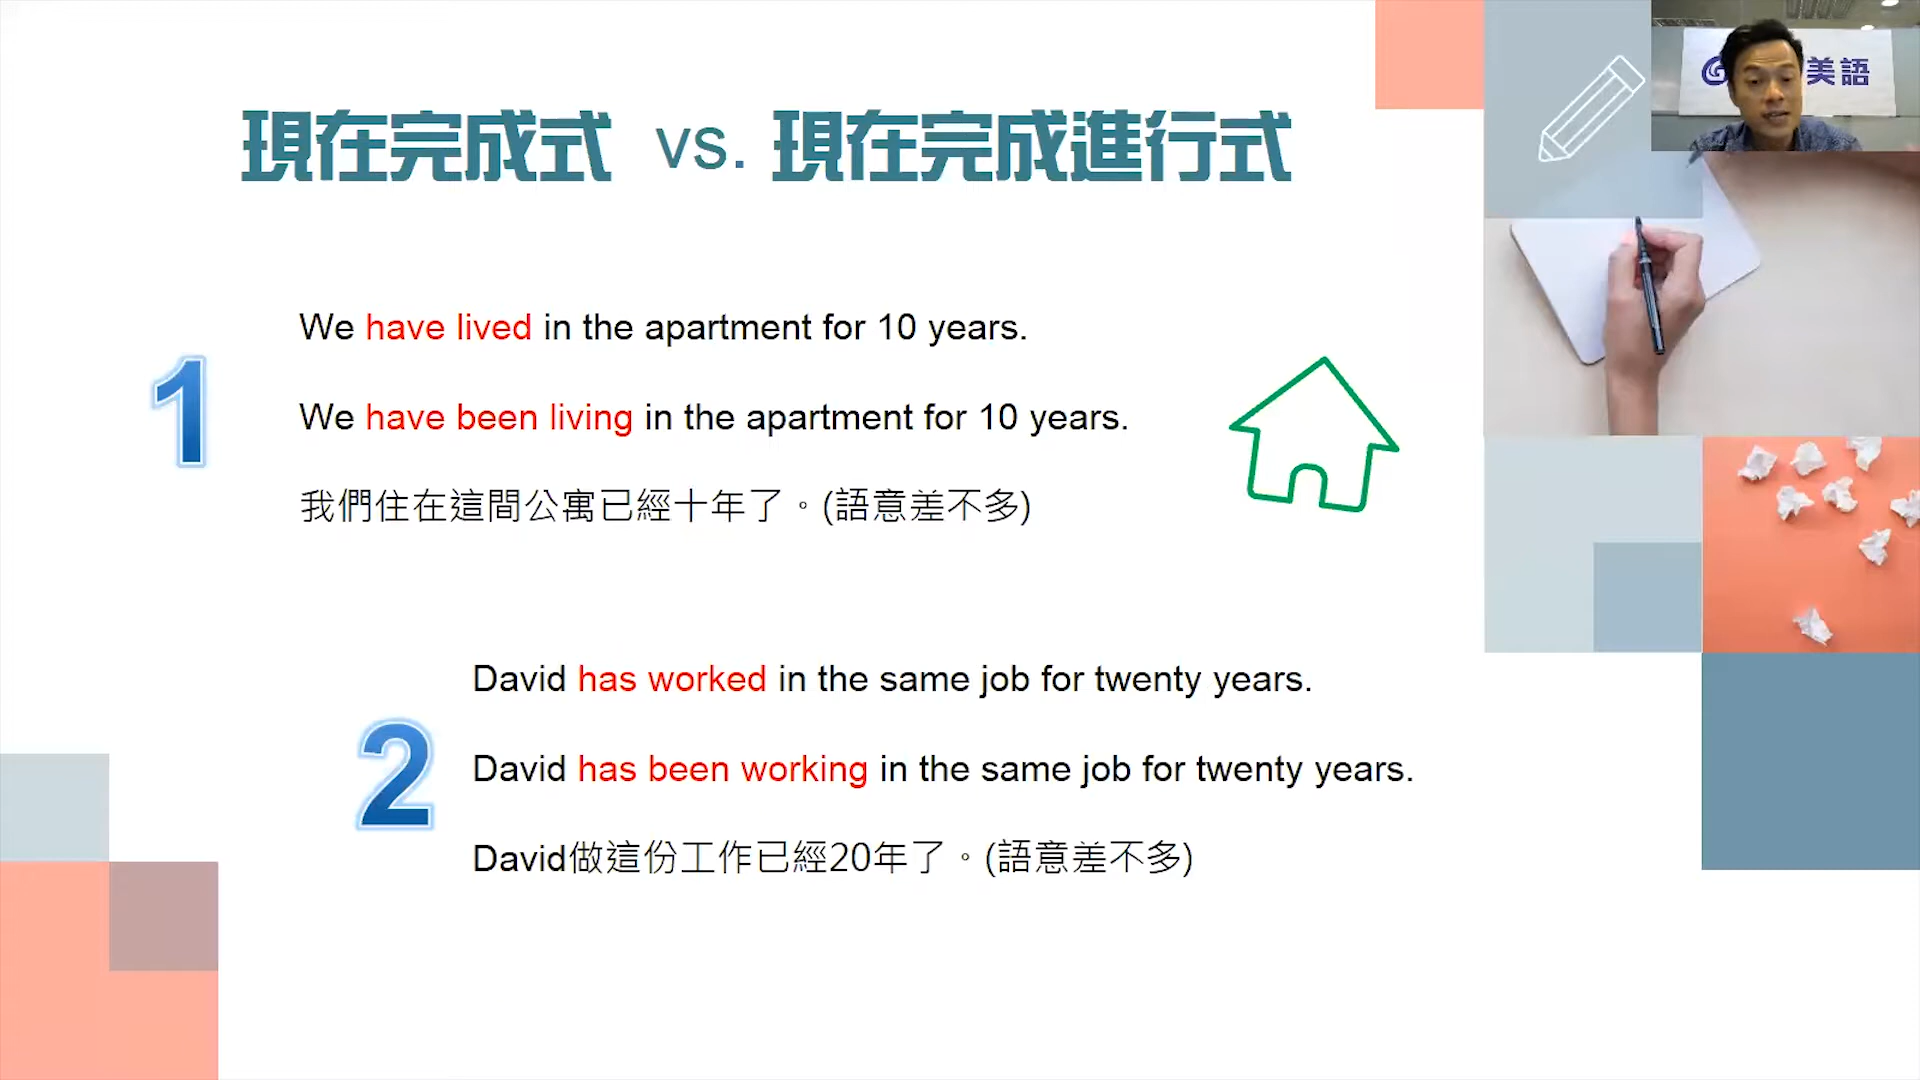 現在完成式 vs. 現在完成進行式
美語
1
We have lived in the apartment for 10 years.
We have been living in the apartment for 10 years.
我們住在這間公寓已經十年了。(語意差不多)
2
David has worked in the same job for twenty years.
David has been working in the same job for twenty years.
David做這份工作已經20年了。(語意差不多)